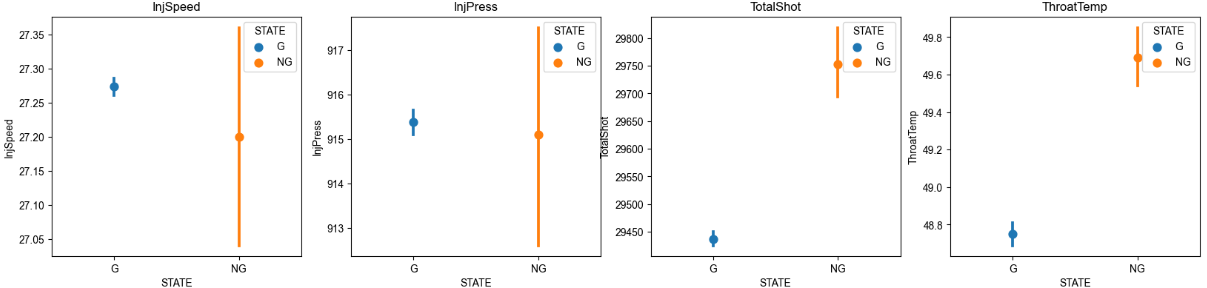 InjSpeed
27.35
27.30
27.25
27.20
27.15
27.10
27.05
InjSpeed
G
NG
STATE
STATE
G
NG
InjPress
917
916
915
914
913
InjPress
G
NG
STATE
STATE
G
NG
TotalShot
29800
29750
29700
29650
29600
29550
29500
29450
TotalShot
G
NG
STATE
STATE
G
NG
ThroatTemp
49.8
49.6
49.4
49.2
49.0
48.8
ThroatTemp
G
NG
STATE
STATE
G
NG